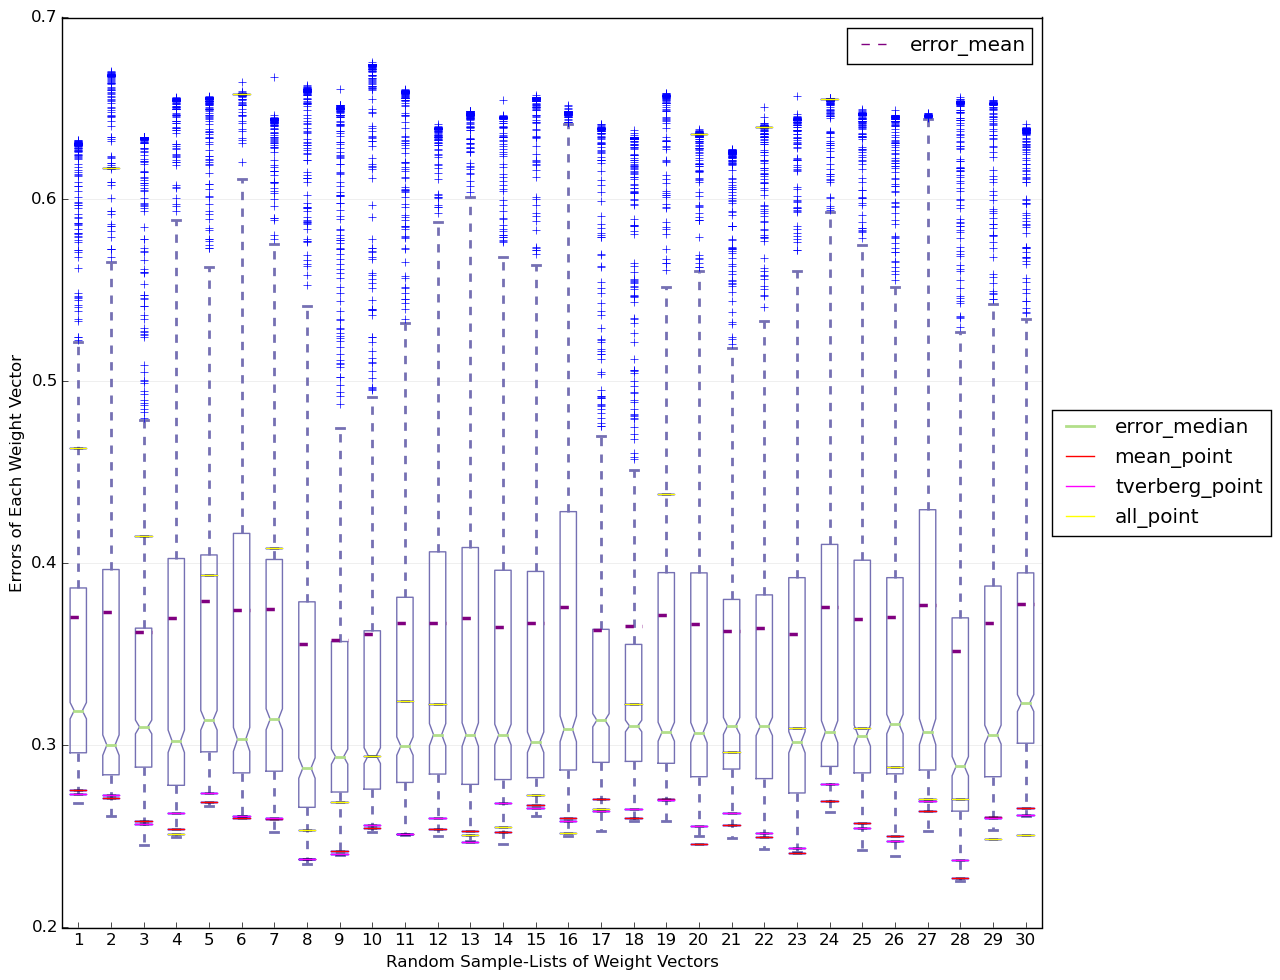 0.7
error_mean
0.6
0.5
0.4
0.3
0.2
Errors of Each Weight Vector
error_median
mean_point
tverberg_point
all_point
1 2 3 4 5 6 7 8 9 10 11 12 13 14 15 16 17 18 19 20 21 22 23 24 25 26 27 28 29 30
Random Sample-Lists of Weight Vectors